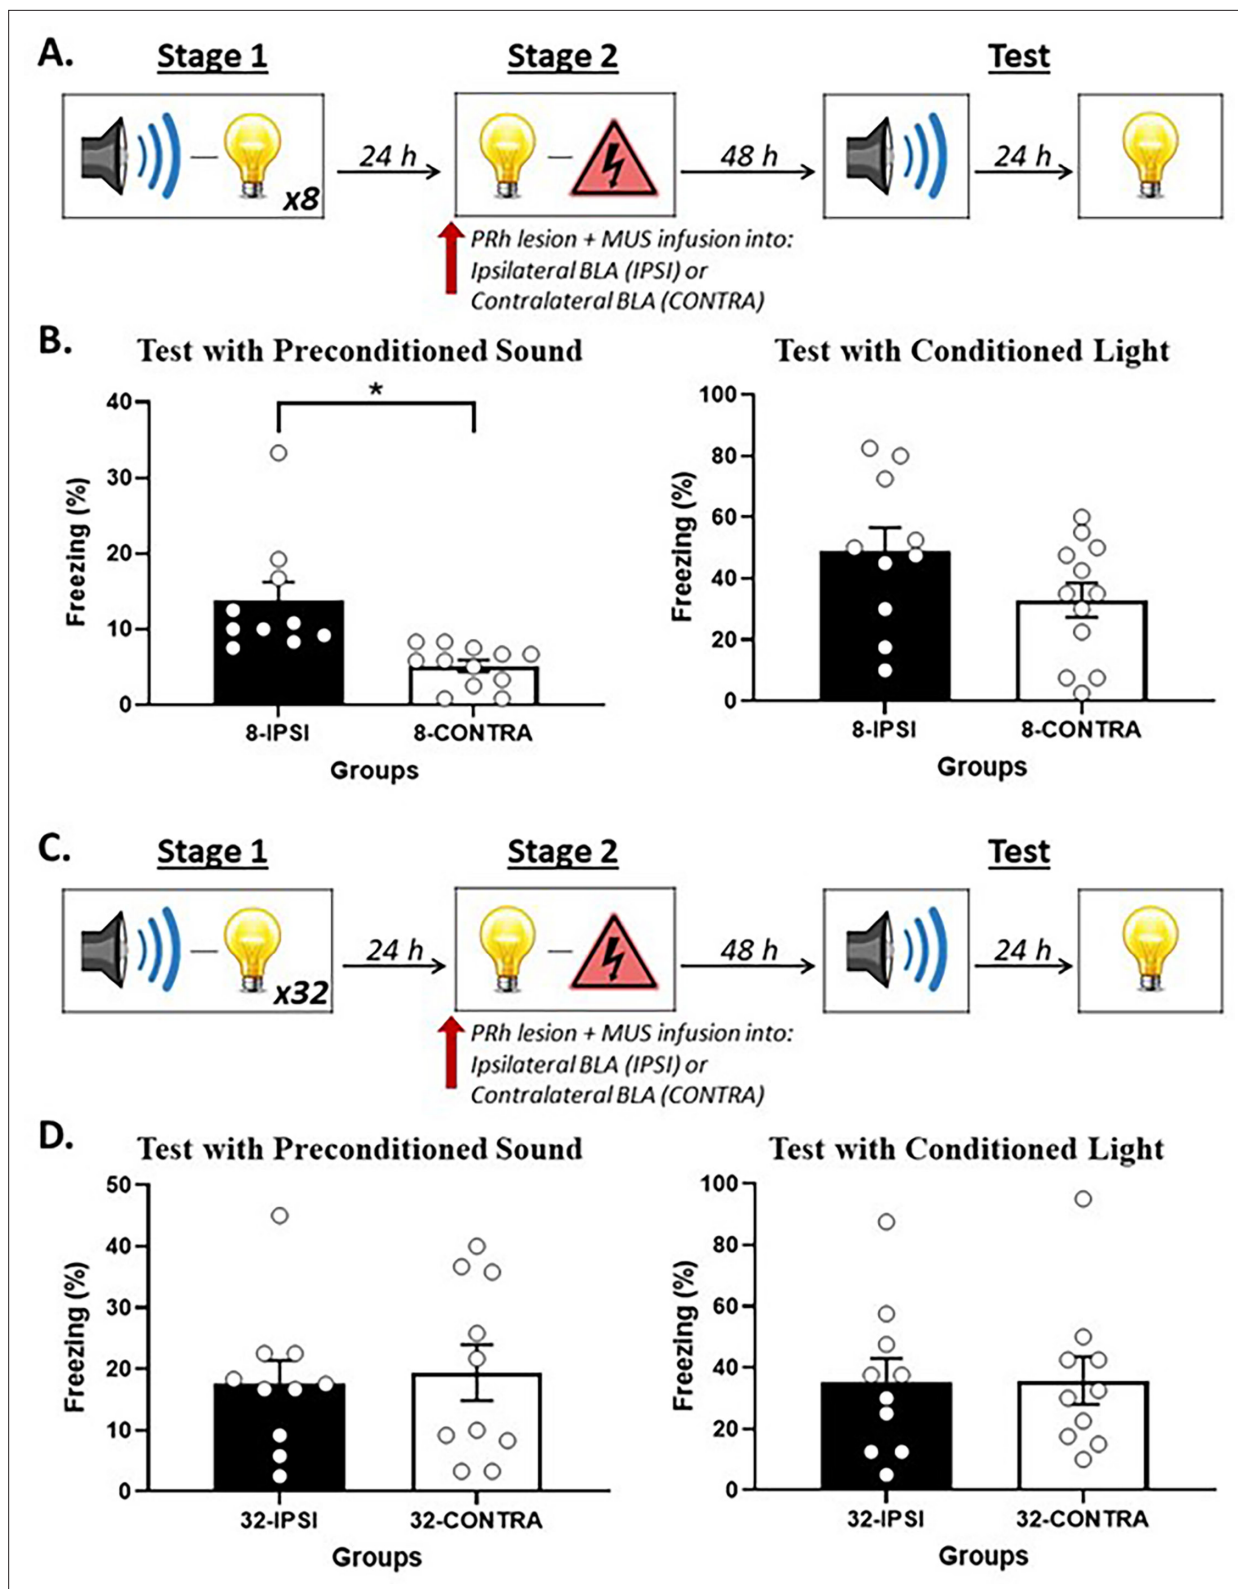 A.
Stage 1
Stage 2
Test
x8
24 h
48 h
24 h
PRh lesion + MUS infusion into:
Ipsilateral BLA (IPSI) or
Contralateral BLA (CONTRA)
B.
Test with Preconditioned Sound
Freezing (%)
40
30
20
10
0
*
8-IPSI
8-CONTRA
Groups
Test with Conditioned Light
Freezing (%)
100
80
60
40
20
0
8-IPSI
8-CONTRA
Groups
C.
Stage 1
Stage 2
Test
x32
24 h
48 h
24 h
PRh lesion + MUS infusion into:
Ipsilateral BLA (IPSI) or
Contralateral BLA (CONTRA)
D.
Test with Preconditioned Sound
Freezing (%)
50
40
30
20
10
0
32-IPSI
32-CONTRA
Groups
Test with Conditioned Light
Freezing (%)
100
80
60
40
20
0
32-IPSI
32-CONTRA
Groups